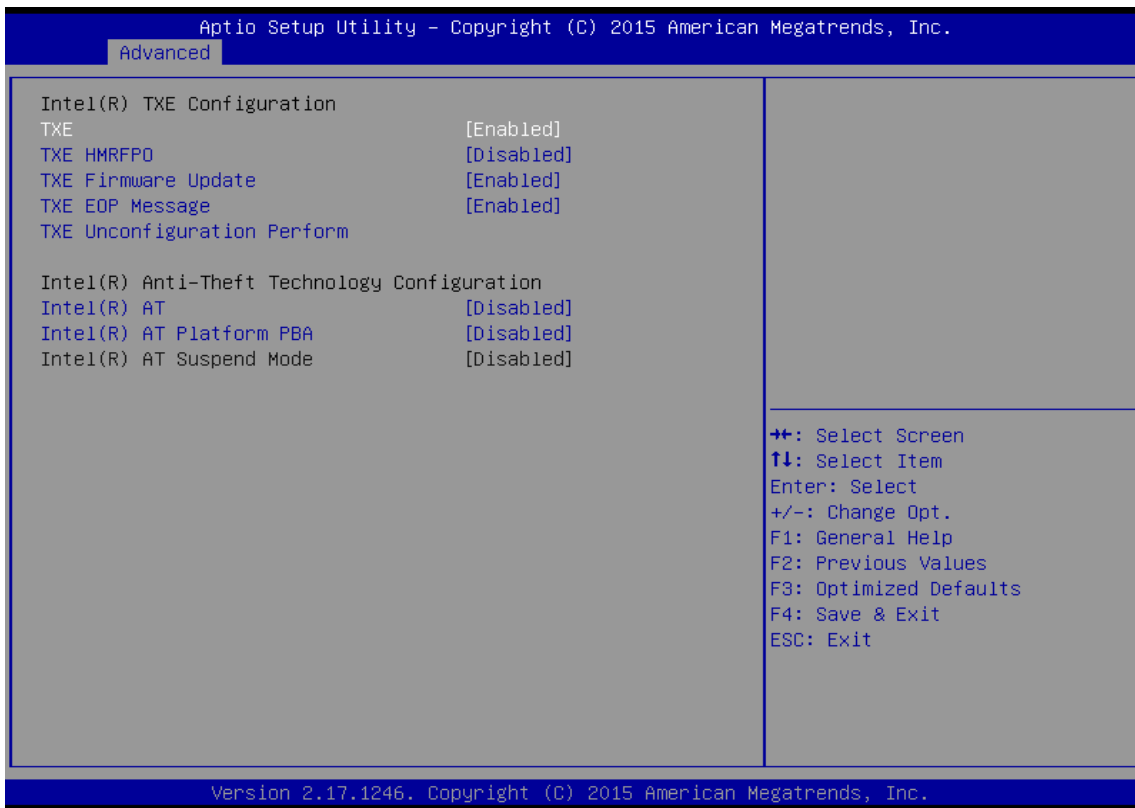 Aptio Setup Utility – Copyright (C) 2015 American Megatrends, Inc.
Advanced
Intel(R) TXE Configuration
TXE [Enabled]
TXE HMRFPO [Disabled]
TXE Firmware Update [Enabled]
TXE EOP Message [Enabled]
TXE Unconfiguration Perform
Intel(R) Anti-Theft Technology Configuration
Intel(R) AT [Disabled]
Intel(R) AT Platform PBA [Disabled]
Intel(R) AT Suspend Mode [Disabled]
→←: Select Screen
↑↓: Select Item
Enter: Select
+/-: Change Opt.
F1: General Help
F2: Previous Values
F3: Optimized Defaults
F4: Save & Exit
ESC: Exit
Version 2.17.1246. Copyright (C) 2015 American Megatrends, Inc.